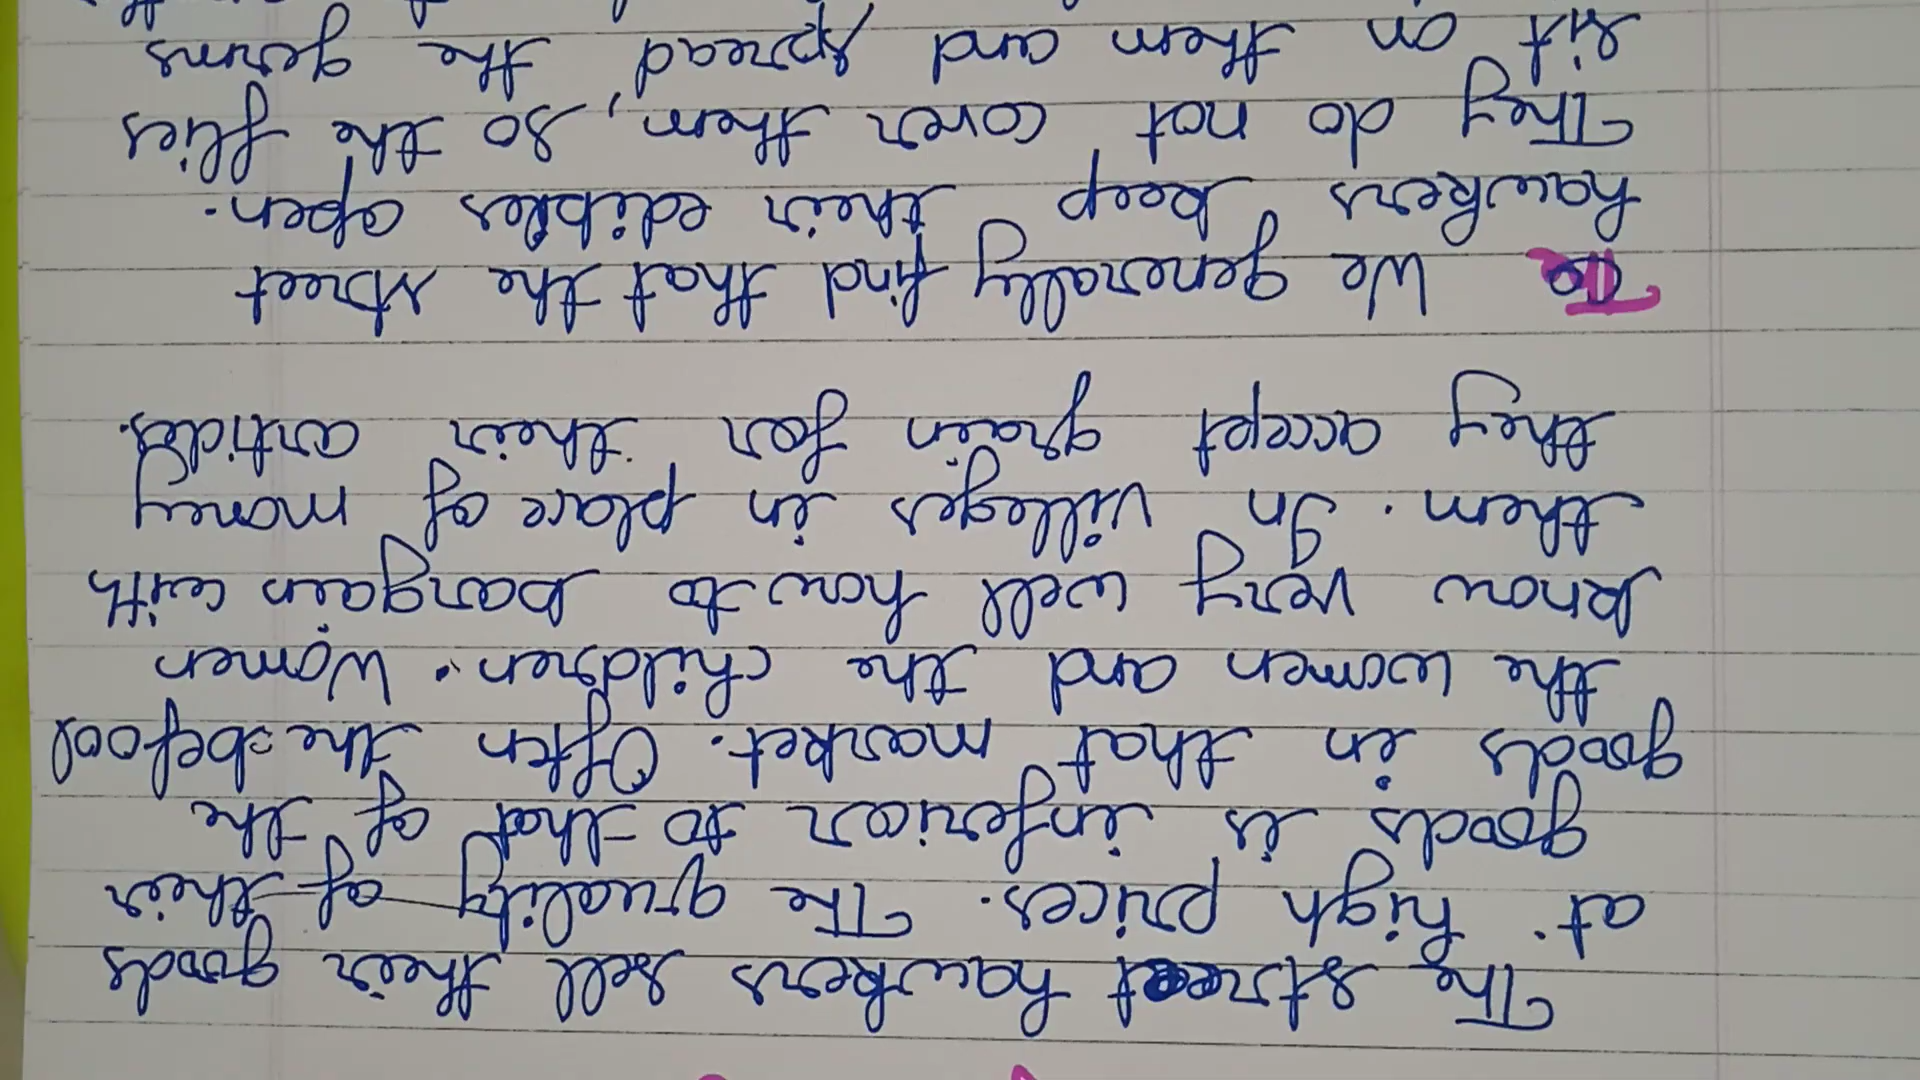 The street hawkers sell their goods
at high prices. The quality of their
goods is inferior to that of the
goods in that market. Often the befool
the women and the children. Women
know very well how to bargain with
them. In villages in place of money
they accept grain for their articles.
We generally find that the street
hawkers keep their edibles open.
They do not cover them, so the flies
sit on them and spread the germs